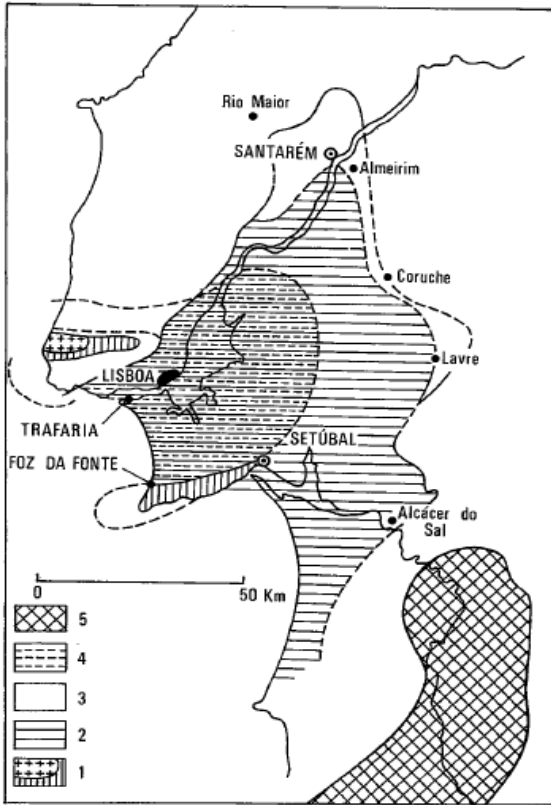 Rio Maior
SANTARÉM
Almeirim
Coruche
Lavre
LISBOA
TRAFARIA
SETÚBAL
FOZ DA FONTE
Alcácer do
Sal
0
50 Km
5
4
3
2
1